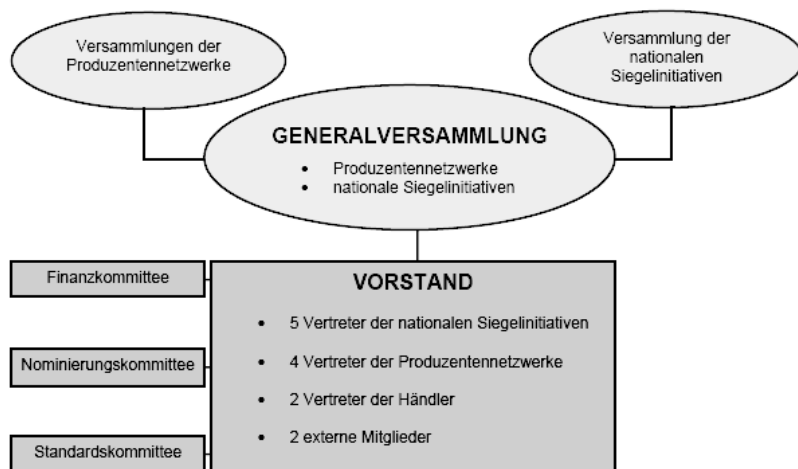 Versammlungen der
Produzentennetzwerke
Versammlung der
nationalen
Siegelinitiativen
GENERALVERSAMMLUNG
• Produzentennetzwerke
• nationale Siegelinitiativen
Finanzkommittee
Nominierungskommittee
Standardskommittee
VORSTAND
• 5 Vertreter der nationalen Siegelinitiativen
• 4 Vertreter der Produzentennetzwerke
• 2 Vertreter der Händler
• 2 externe Mitglieder